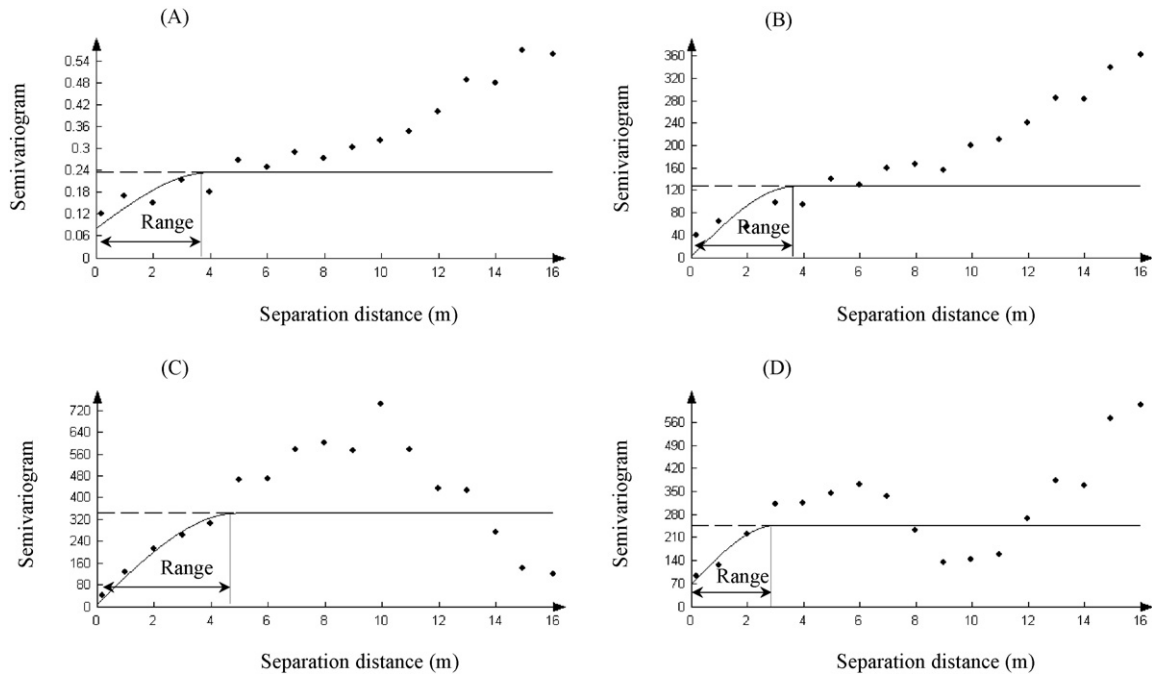 (A)
Semivariogram
0.54
0.48
0.42
0.36
0.3
0.24
0.18
0.12
0.06
0
Range
0 2 4 6 8 10 12 14 16
Separation distance (m)
(B)
Semivariogram
360
320
280
240
200
160
120
80
40
0
Range
0 2 4 6 8 10 12 14 16
Separation distance (m)
(C)
Semivariogram
720
640
560
480
400
320
240
160
80
0
Range
0 2 4 6 8 10 12 14 16
Separation distance (m)
(D)
Semivariogram
560
490
420
350
280
210
140
70
0
Range
0 2 4 6 8 10 12 14 16
Separation distance (m)